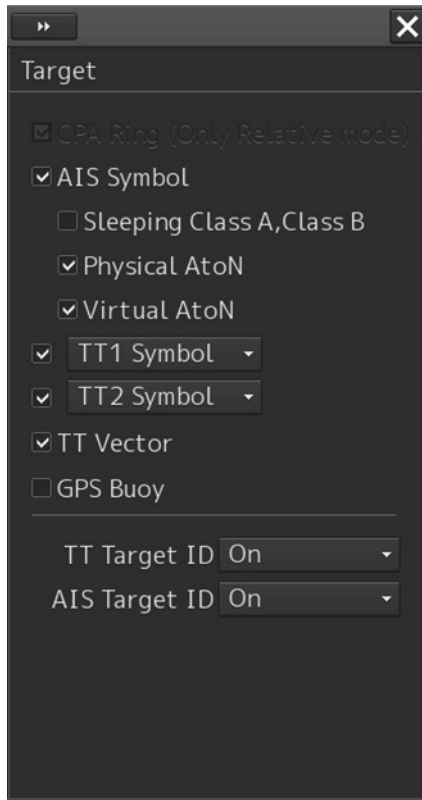 Target
CPA Ring (Only Relative mode)
AIS Symbol
Sleeping Class A,Class B
Physical AtoN
Virtual AtoN
TT1 Symbol
TT2 Symbol
TT Vector
GPS Buoy
TT Target ID On
AIS Target ID On